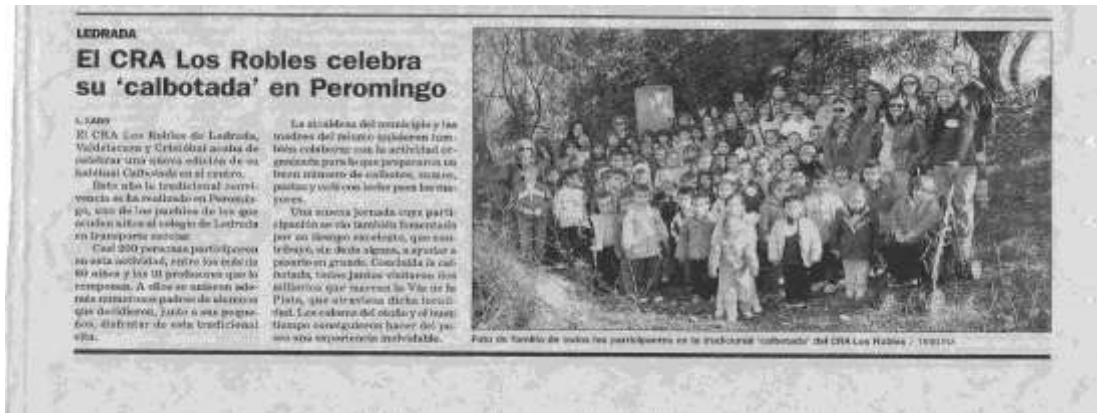 LEDRADA
El CRA Los Robles celebra
su ‘calbotada’ en Peromingo
El CRA Los Robles de Ledrada,
Valdelacasa y Cristóbal acaba de
celebrar una nueva edición de su
habitual Calbotada en el centro.
Este año la tradicional convi-
vencia se ha realizado en Peromin-
go, uno de los pueblos de los que
acuden niños al colegio de Ledrada
en transporte escolar.
Casi 200 personas participaron
en esta actividad, entre los más de
80 niños y los 18 profesores que lo
componen. A ellos se unieron ade-
más numerosos padres de alumnos
que decidieron, junto a sus peque-
ños, disfrutar de esta tradicional
cita.
La alcaldesa del municipio y las
madres del mismo quisieron tam-
bién colaborar con la actividad or-
ganizada para lo que prepararon un
buen número de calbotes, zumos,
pastas y café con leche para los ma-
yores.
Una nueva jornada cuya parti-
cipación se vio también fomentada
por un tiempo excelente, que con-
tribuyó, sin duda alguna, a ayudar a
pasarlo en grande. Concluida la cal-
botada, todos juntos visitaron dos
miliarios que marcan la Vía de la
Plata, que atraviesa dicha locali-
dad. Los colores del otoño y el buen
tiempo consiguieron hacer del pa-
seo una experiencia inolvidable.
Foto de familia de todos los participantes en la tradicional ‘calbotada’ del CRA Los Robles /